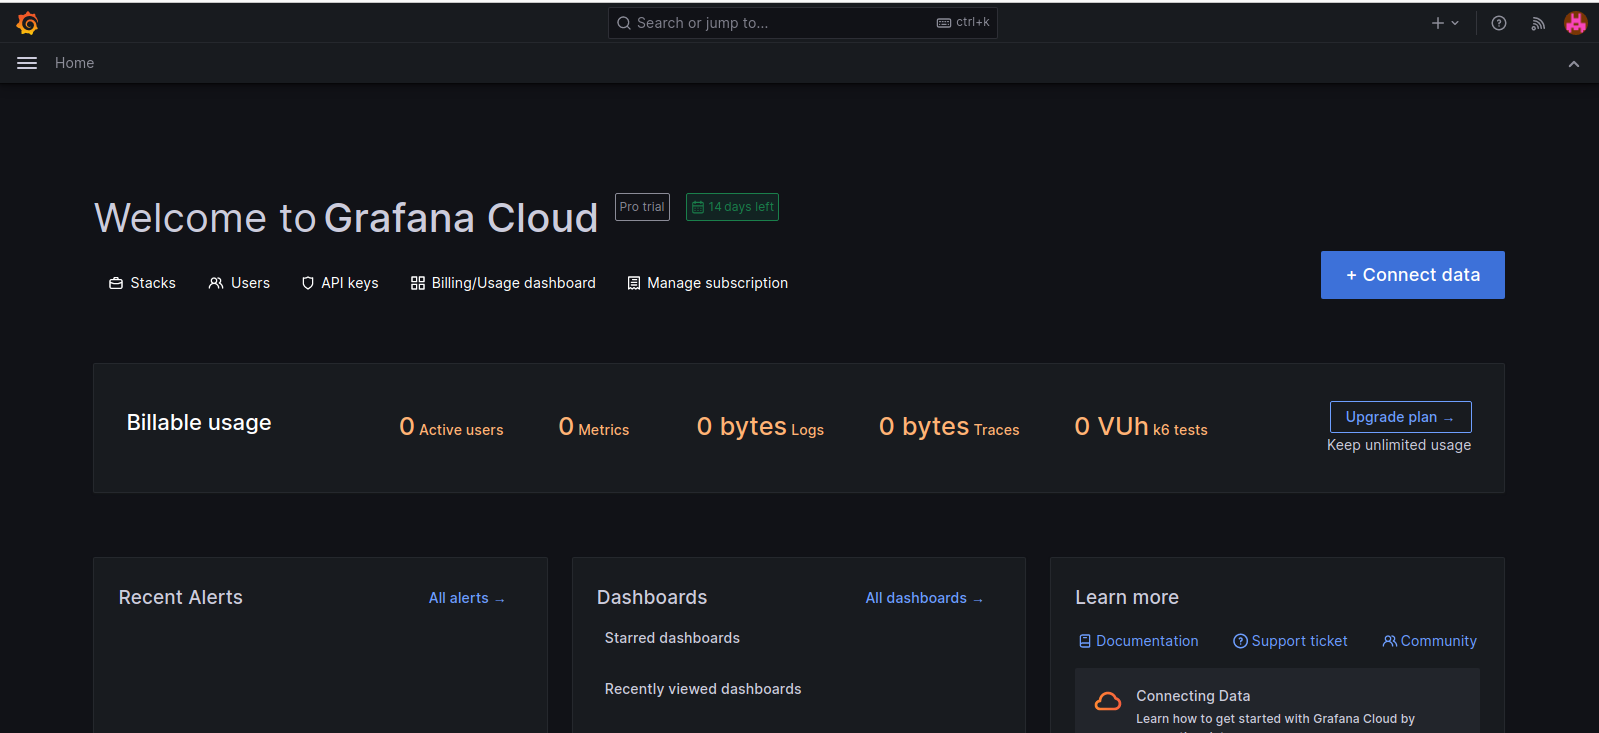 Search or jump to...
ctrl+k
Home
Welcome to Grafana Cloud
Pro trial
14 days left
Stacks
Users
API keys
Billing/Usage dashboard
Manage subscription
+ Connect data
Billable usage
0 Active users
0 Metrics
0 bytes Logs
0 bytes Traces
0 VUh k6 tests
Upgrade plan →
Keep unlimited usage
Recent Alerts
All alerts →
Dashboards
All dashboards →
Starred dashboards
Recently viewed dashboards
Learn more
Documentation
Support ticket
Community
Connecting Data
Learn how to get started with Grafana Cloud by